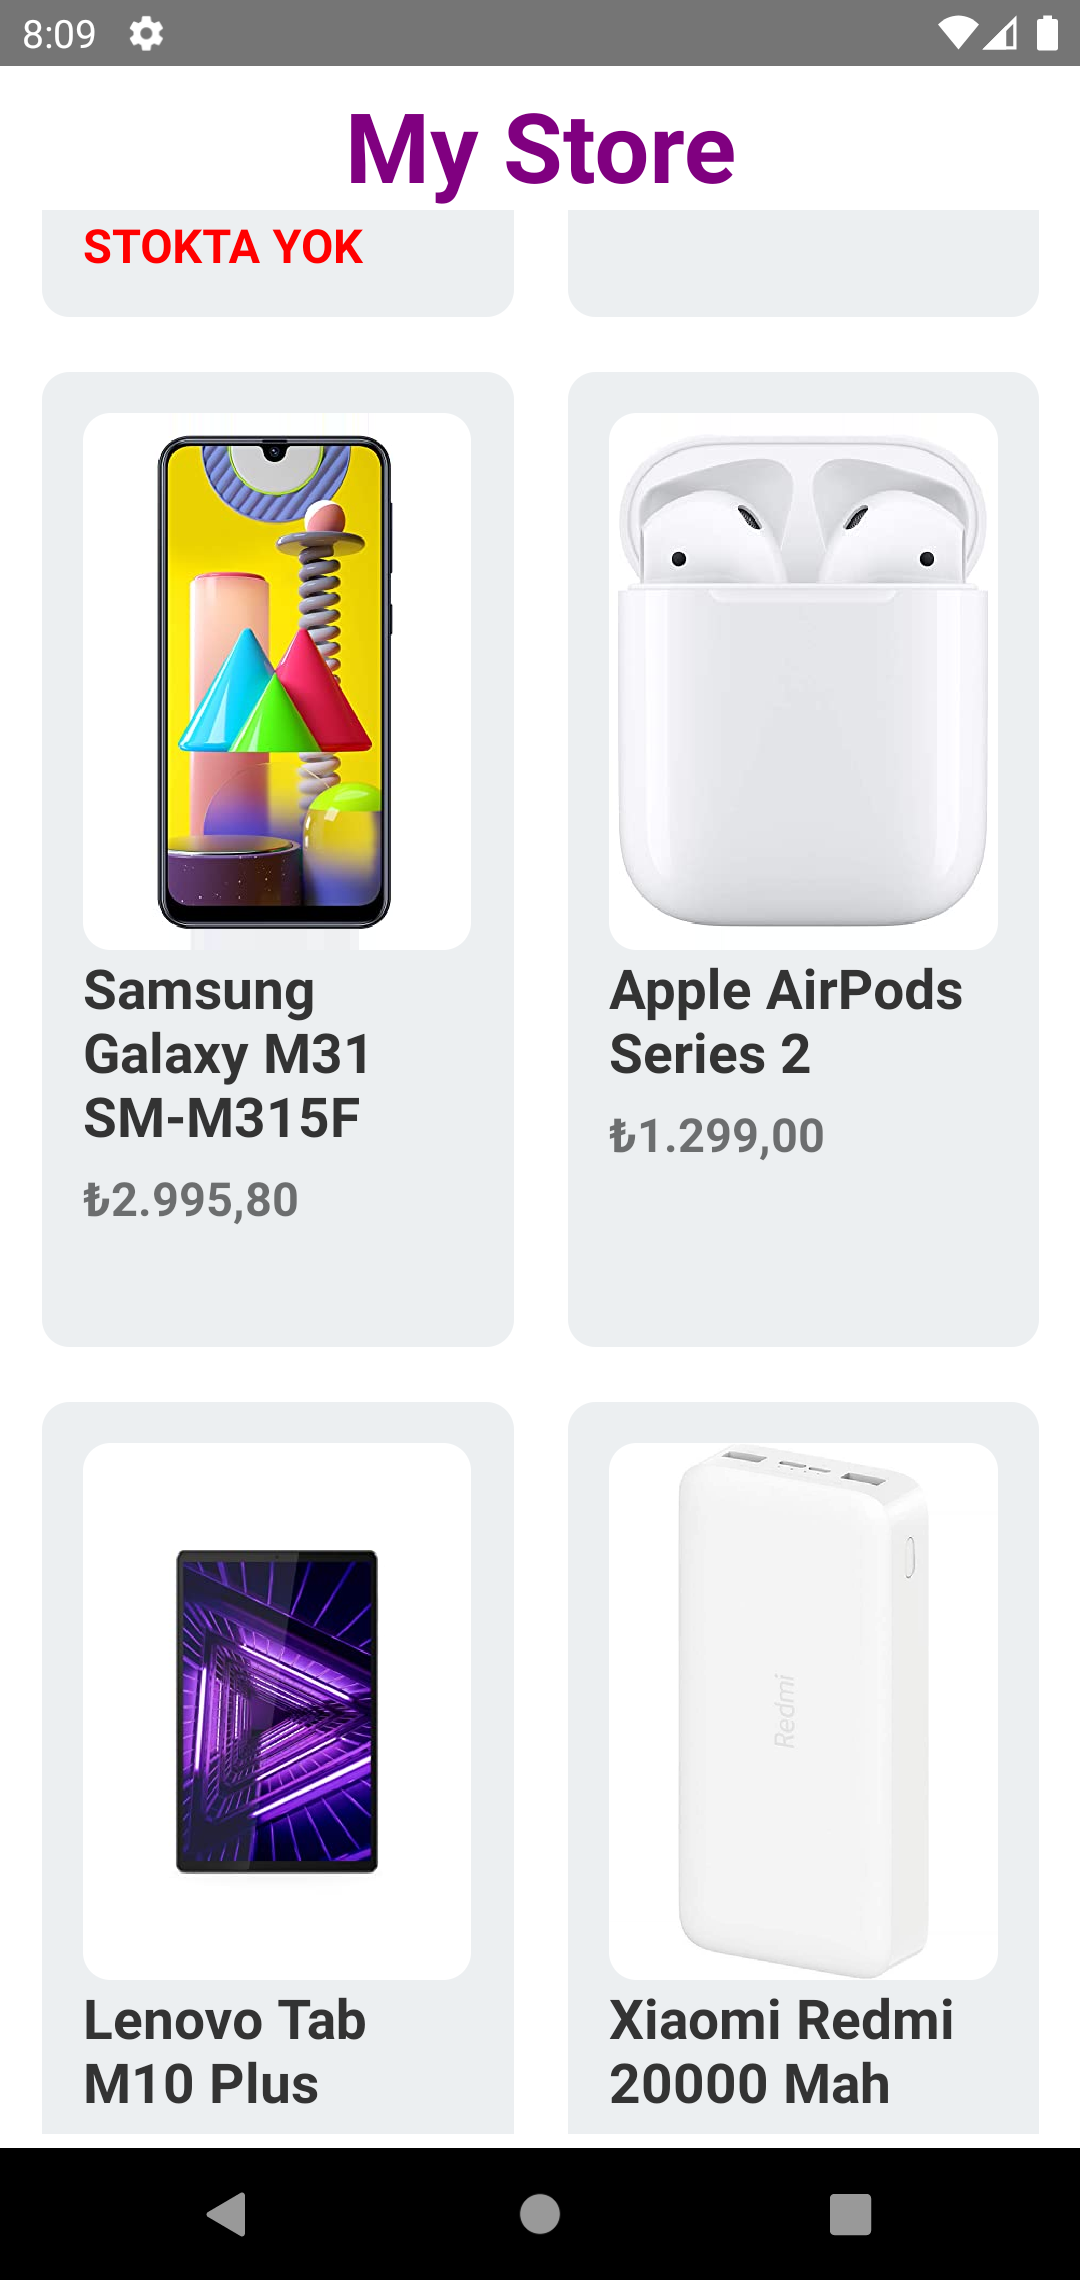 8:09
My Store
STOKTA YOK
Samsung
Galaxy M31
SM-M315F
₺2.995,80
Apple AirPods
Series 2
₺1.299,00
Redmi
Lenovo Tab
M10 Plus
Xiaomi Redmi
20000 Mah